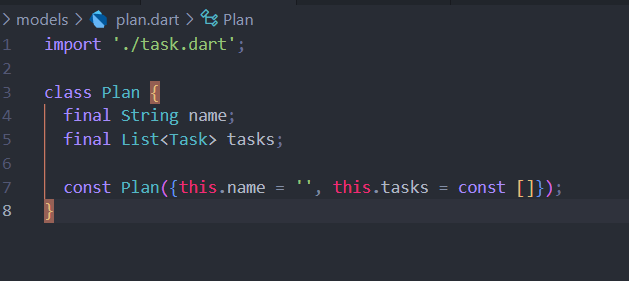 > models > plan.dart > Plan
1 import './task.dart';
2
3 class Plan {
4 final String name;
5 final List<Task> tasks;
6
7 const Plan({this.name = '', this.tasks = const []});
8 }